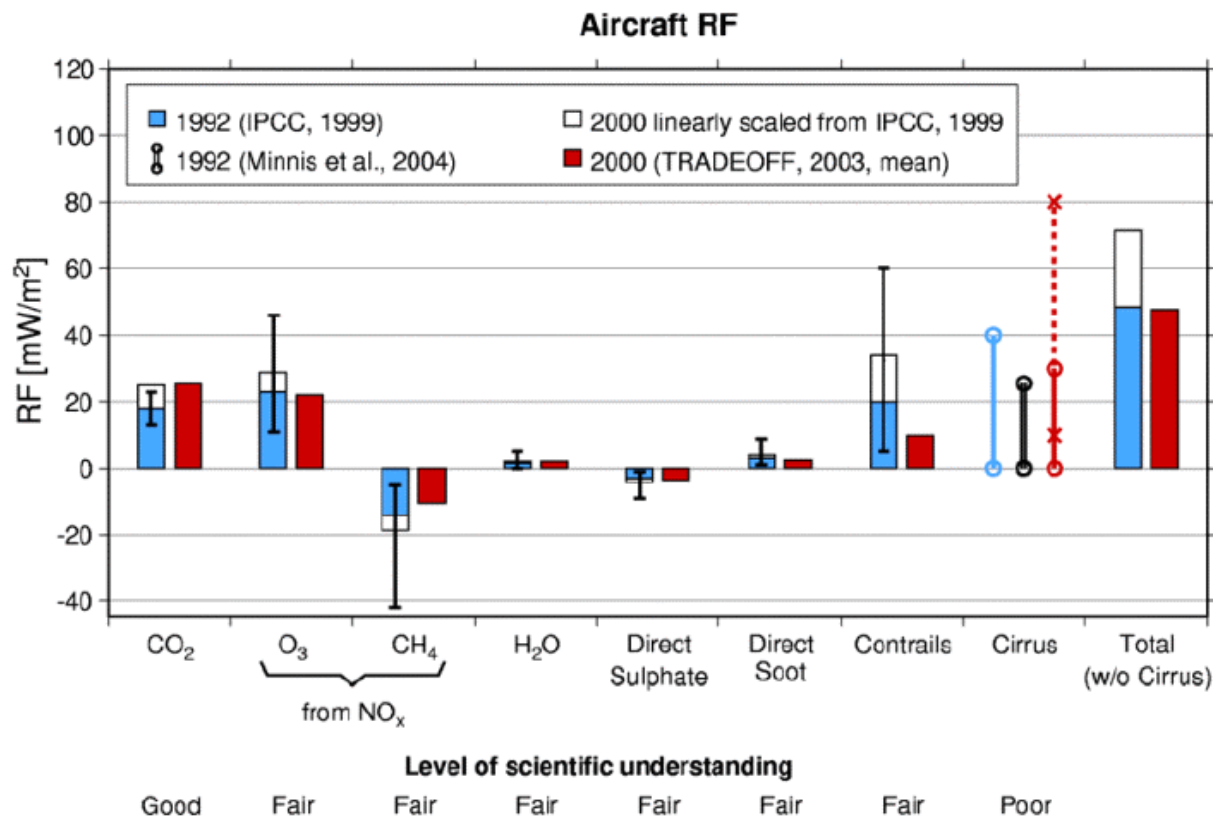 Aircraft RF
120
100
80
60
40
20
0
-20
-40
RF [mW/m²]
1992 (IPCC, 1999)
2000 linearly scaled from IPCC, 1999
1992 (Minnis et al., 2004)
2000 (TRADEOFF, 2003, mean)
CO₂ O₃ CH₄ H₂O Direct Sulphate Direct Soot Contrails Cirrus Total (w/o Cirrus)
from NOₓ
Level of scientific understanding
Good Fair Fair Fair Fair Fair Fair Poor